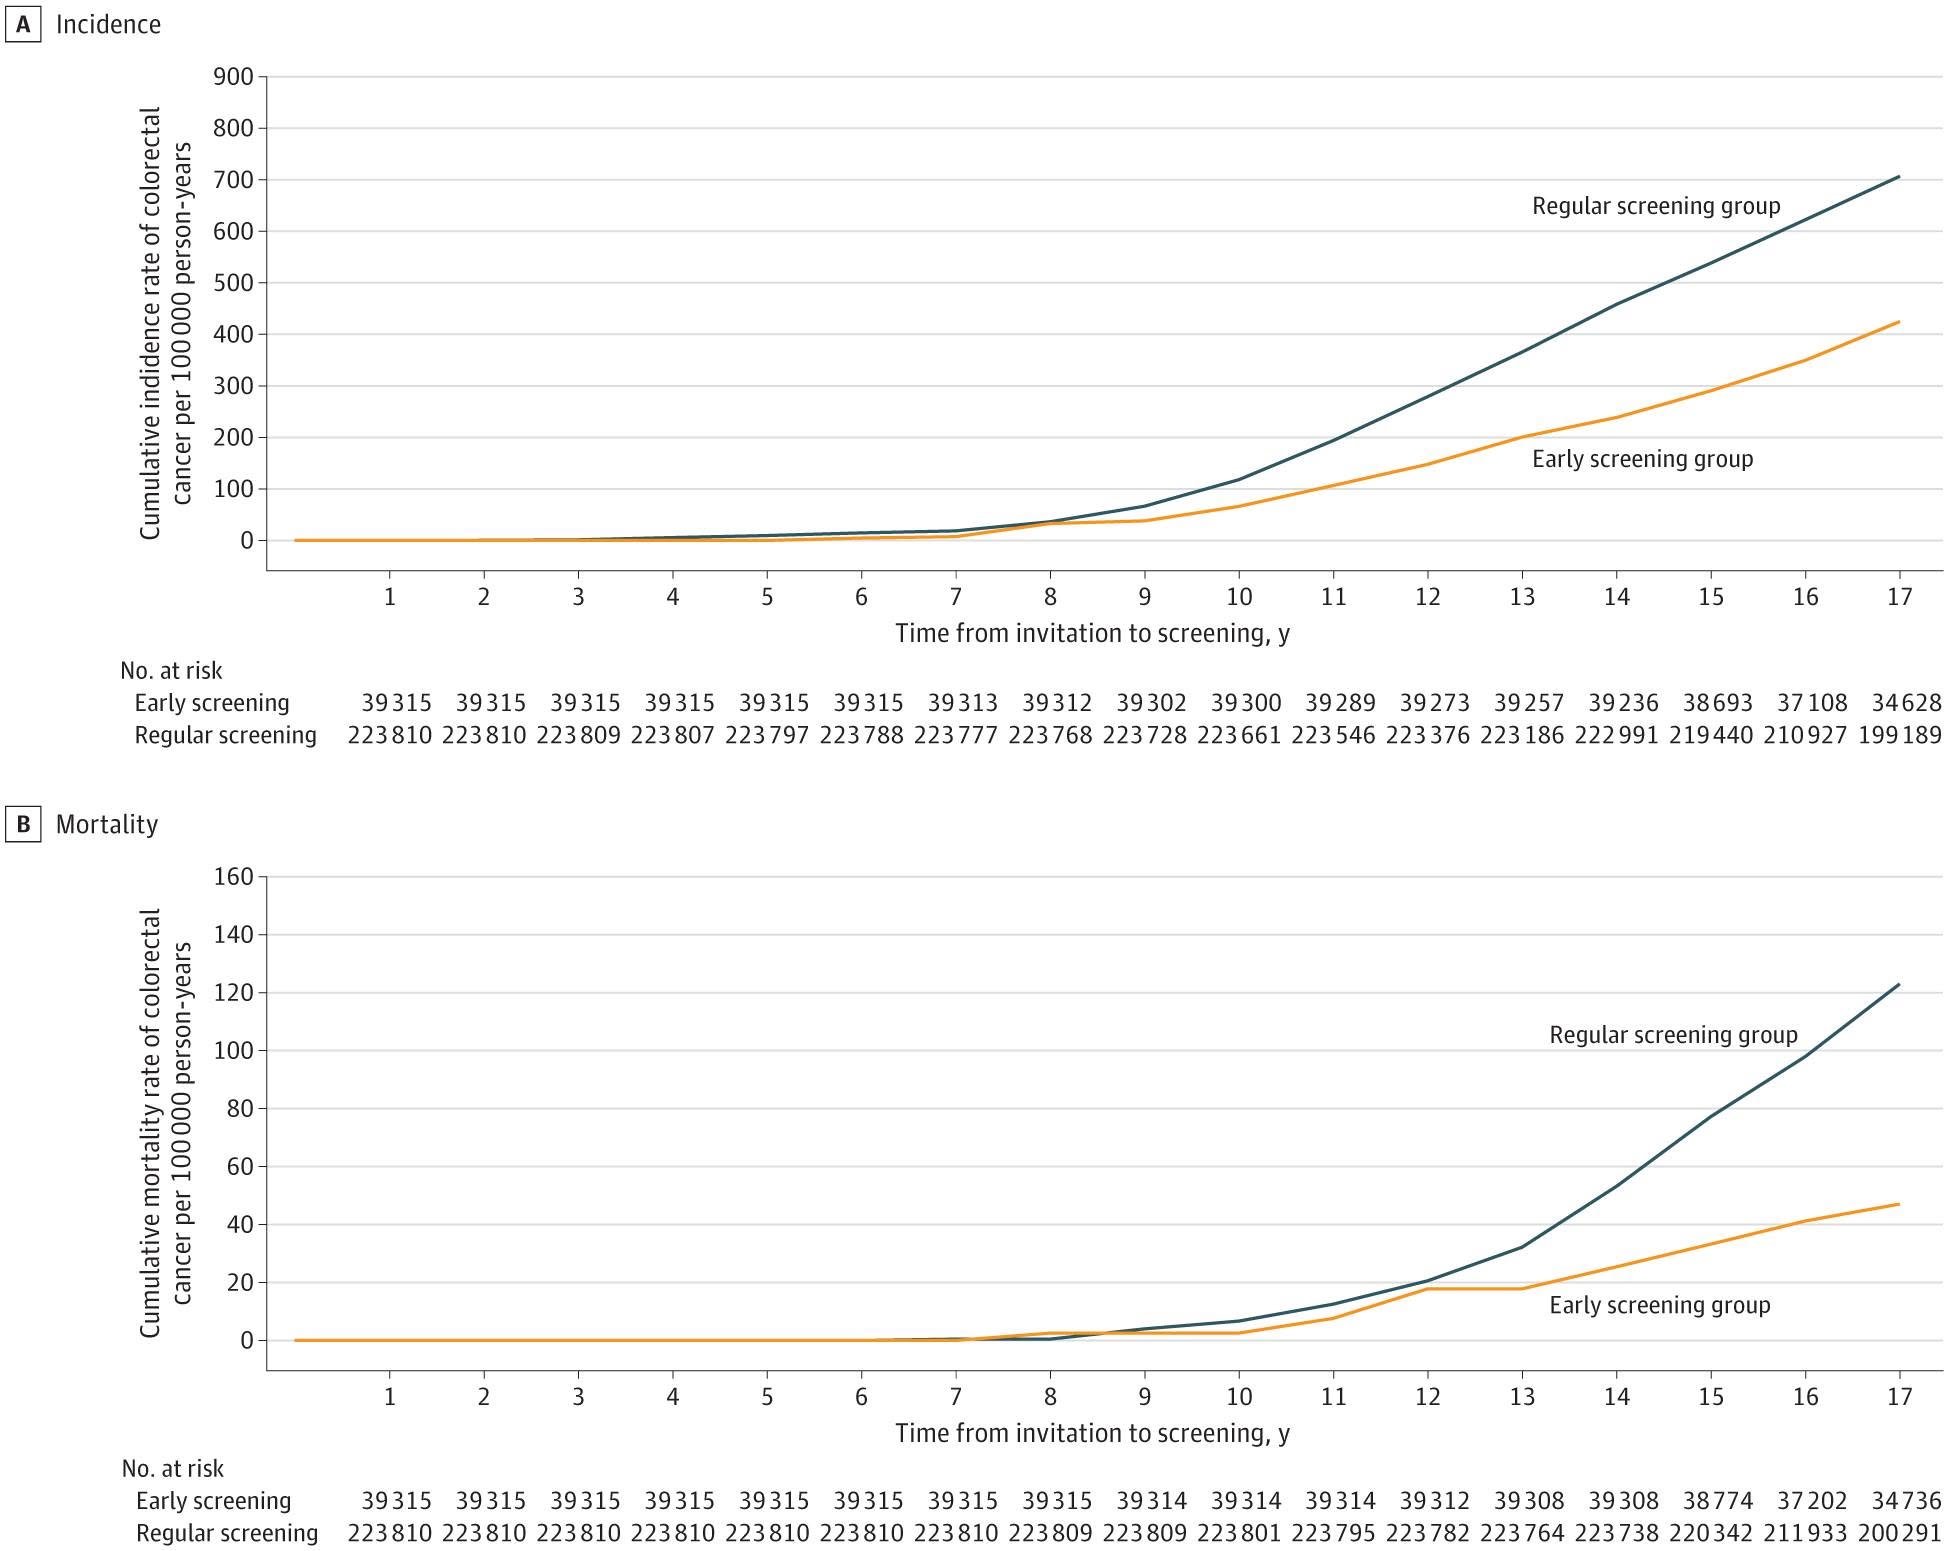 A Incidence
Cumulative indidence rate of colorectal
cancer per 100 000 person-years
900
800
700
600
500
400
300
200
100
0
Regular screening group
Early screening group
1 2 3 4 5 6 7 8 9 10 11 12 13 14 15 16 17
Time from invitation to screening, y
No. at risk
Early screening 39 315 39 315 39 315 39 315 39 315 39 315 39 313 39 312 39 302 39 300 39 289 39 273 39 257 39 236 38 693 37 108 34 628
Regular screening 223 810 223 810 223 809 223 807 223 797 223 788 223 777 223 768 223 728 223 661 223 546 223 376 223 186 222 991 219 440 210 927 199 189
B Mortality
Cumulative mortality rate of colorectal
cancer per 100 000 person-years
160
140
120
100
80
60
40
20
0
Regular screening group
Early screening group
1 2 3 4 5 6 7 8 9 10 11 12 13 14 15 16 17
Time from invitation to screening, y
No. at risk
Early screening 39 315 39 315 39 315 39 315 39 315 39 315 39 315 39 315 39 314 39 314 39 314 39 312 39 308 39 308 38 774 37 202 34 736
Regular screening 223 810 223 810 223 810 223 810 223 810 223 810 223 810 223 809 223 809 223 801 223 795 223 782 223 764 223 738 220 342 211 933 200 291